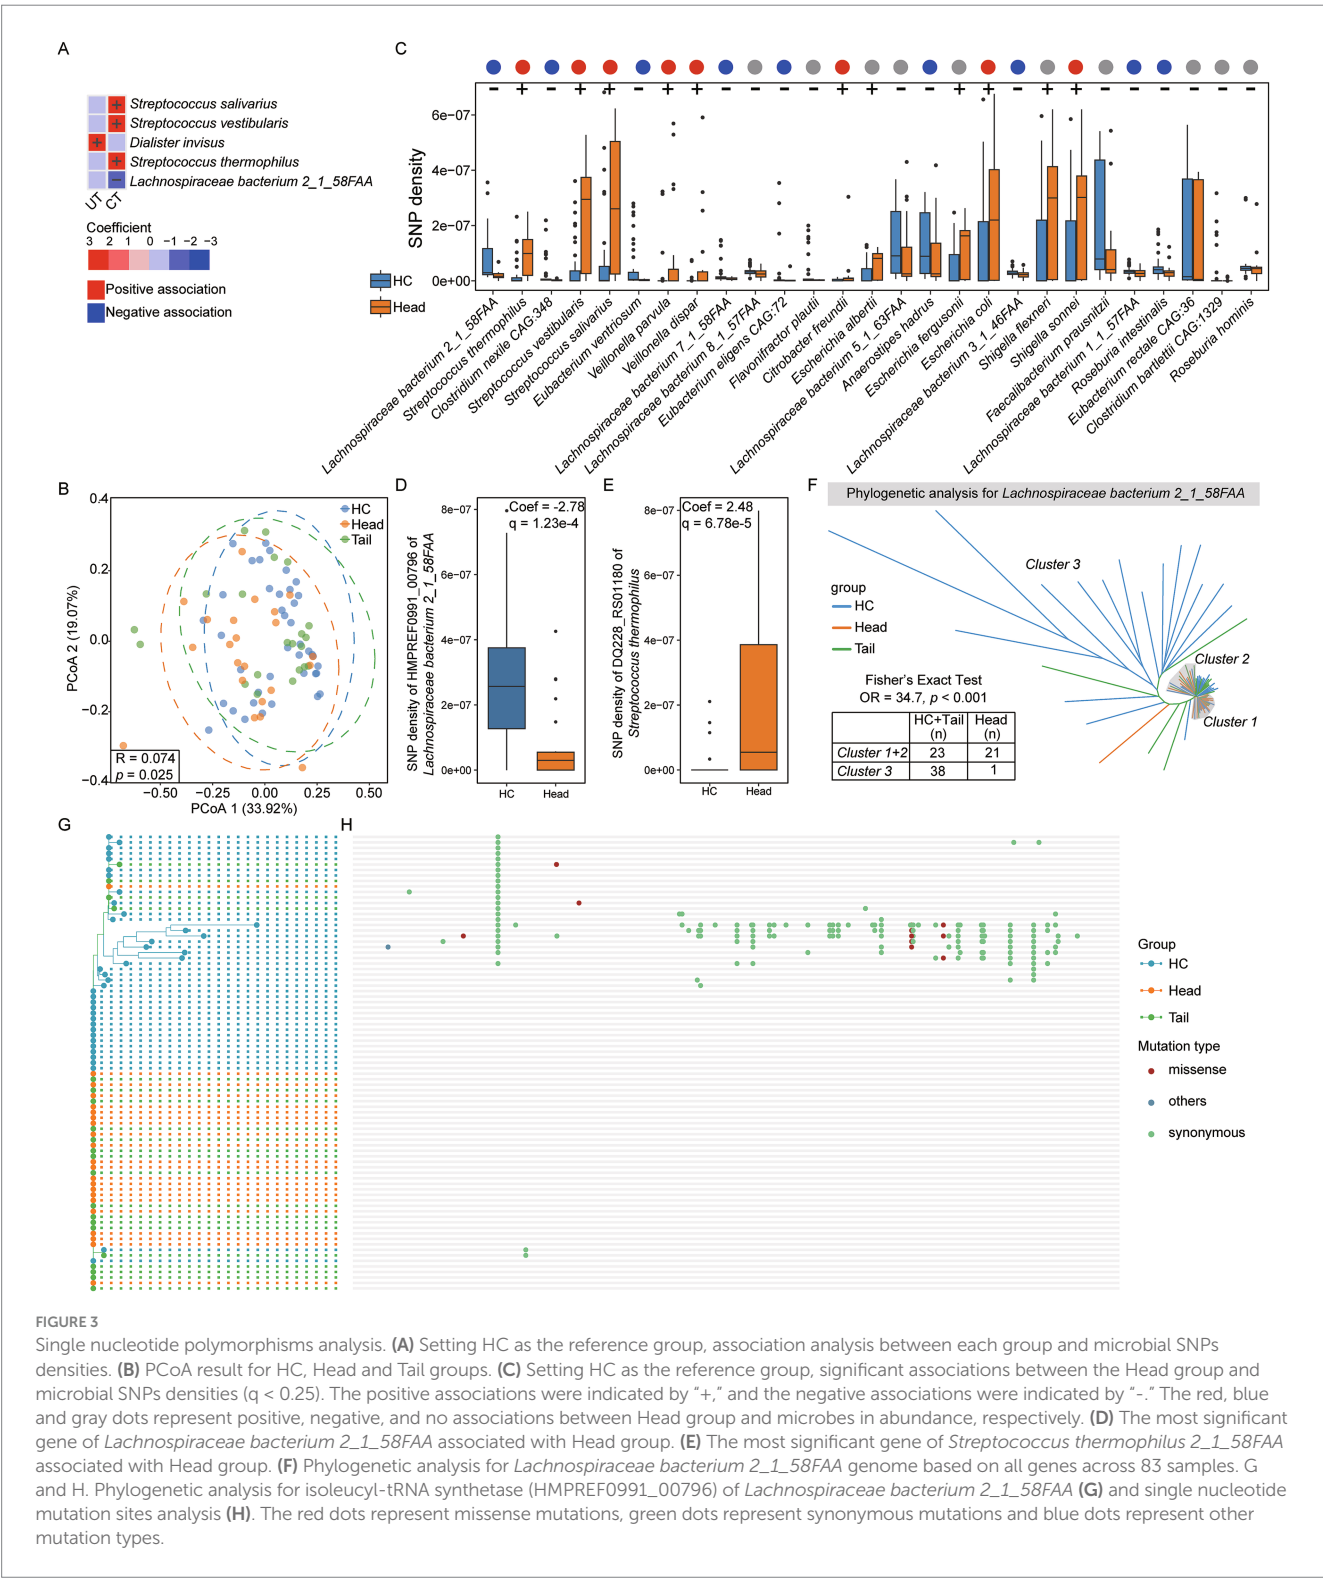 A
Streptococcus salivarius
Streptococcus vestibularis
Dialister invisus
Streptococcus thermophilus
Lachnospiraceae bacterium 2_1_58FAA
UT
CT
Coefficient
3 2 1 0 −1 −2 −3
Positive association
Negative association
C
SNP density
6e−07
4e−07
2e−07
0e+00
HC
Head
− + − + + − + + − − − − + + − − + + − + + − − − − − −
Lachnospiraceae bacterium 2_1_58FAA
Streptococcus thermophilus
Clostridium nexile CAG:348
Streptococcus vestibularis
Streptococcus salivarius
Eubacterium ventriosum
Veillonella parvula
Veillonella dispar
Lachnospiraceae bacterium 7_1_58FAA
Lachnospiraceae bacterium 8_1_57FAA
Eubacterium eligens CAG:72
Flavonifractor plautii
Citrobacter freundii
Escherichia albertii
Lachnospiraceae bacterium 5_1_63FAA
Anaerostipes hadrus
Escherichia fergusonii
Escherichia coli
Lachnospiraceae bacterium 3_1_46FAA
Shigella flexneri
Shigella sonnei
Faecalibacterium prausnitzii
Lachnospiraceae bacterium 1_1_57FAA
Roseburia intestinalis
Eubacterium rectale CAG:36
Clostridium bartlettii CAG:1329
Roseburia hominis
B
PCoA 2 (19.07%)
0.4
0.2
0.0
−0.2
−0.4
HC
Head
Tail
R = 0.074
p = 0.025
−0.50 −0.25 0.00 0.25 0.50
PCoA 1 (33.92%)
D
SNP density of HMPREF0991_00796 of
Lachnospiraceae bacterium 2_1_58FAA
8e−07
6e−07
4e−07
2e−07
0e+00
Coef = -2.78
q = 1.23e-4
HC Head
E
SNP density of DQ228_RS01180 of
Streptococcus thermophilus
8e−07
6e−07
4e−07
2e−07
0e+00
Coef = 2.48
q = 6.78e-5
HC Head
F
Phylogenetic analysis for Lachnospiraceae bacterium 2_1_58FAA
Cluster 3
group
HC
Head
Tail
Cluster 2
Cluster 1
Fisher's Exact Test
OR = 34.7, p < 0.001
HC+Tail (n) Head (n)
Cluster 1+2 23 21
Cluster 3 38 1
G
H
Group
HC
Head
Tail
Mutation type
missense
others
synonymous
FIGURE 3
Single nucleotide polymorphisms analysis. (A) Setting HC as the reference group, association analysis between each group and microbial SNPs
densities. (B) PCoA result for HC, Head and Tail groups. (C) Setting HC as the reference group, significant associations between the Head group and
microbial SNPs densities (q < 0.25). The positive associations were indicated by “+,” and the negative associations were indicated by “-.” The red, blue
and gray dots represent positive, negative, and no associations between Head group and microbes in abundance, respectively. (D) The most significant
gene of Lachnospiraceae bacterium 2_1_58FAA associated with Head group. (E) The most significant gene of Streptococcus thermophilus 2_1_58FAA
associated with Head group. (F) Phylogenetic analysis for Lachnospiraceae bacterium 2_1_58FAA genome based on all genes across 83 samples. G
and H. Phylogenetic analysis for isoleucyl-tRNA synthetase (HMPREF0991_00796) of Lachnospiraceae bacterium 2_1_58FAA (G) and single nucleotide
mutation sites analysis (H). The red dots represent missense mutations, green dots represent synonymous mutations and blue dots represent other
mutation types.